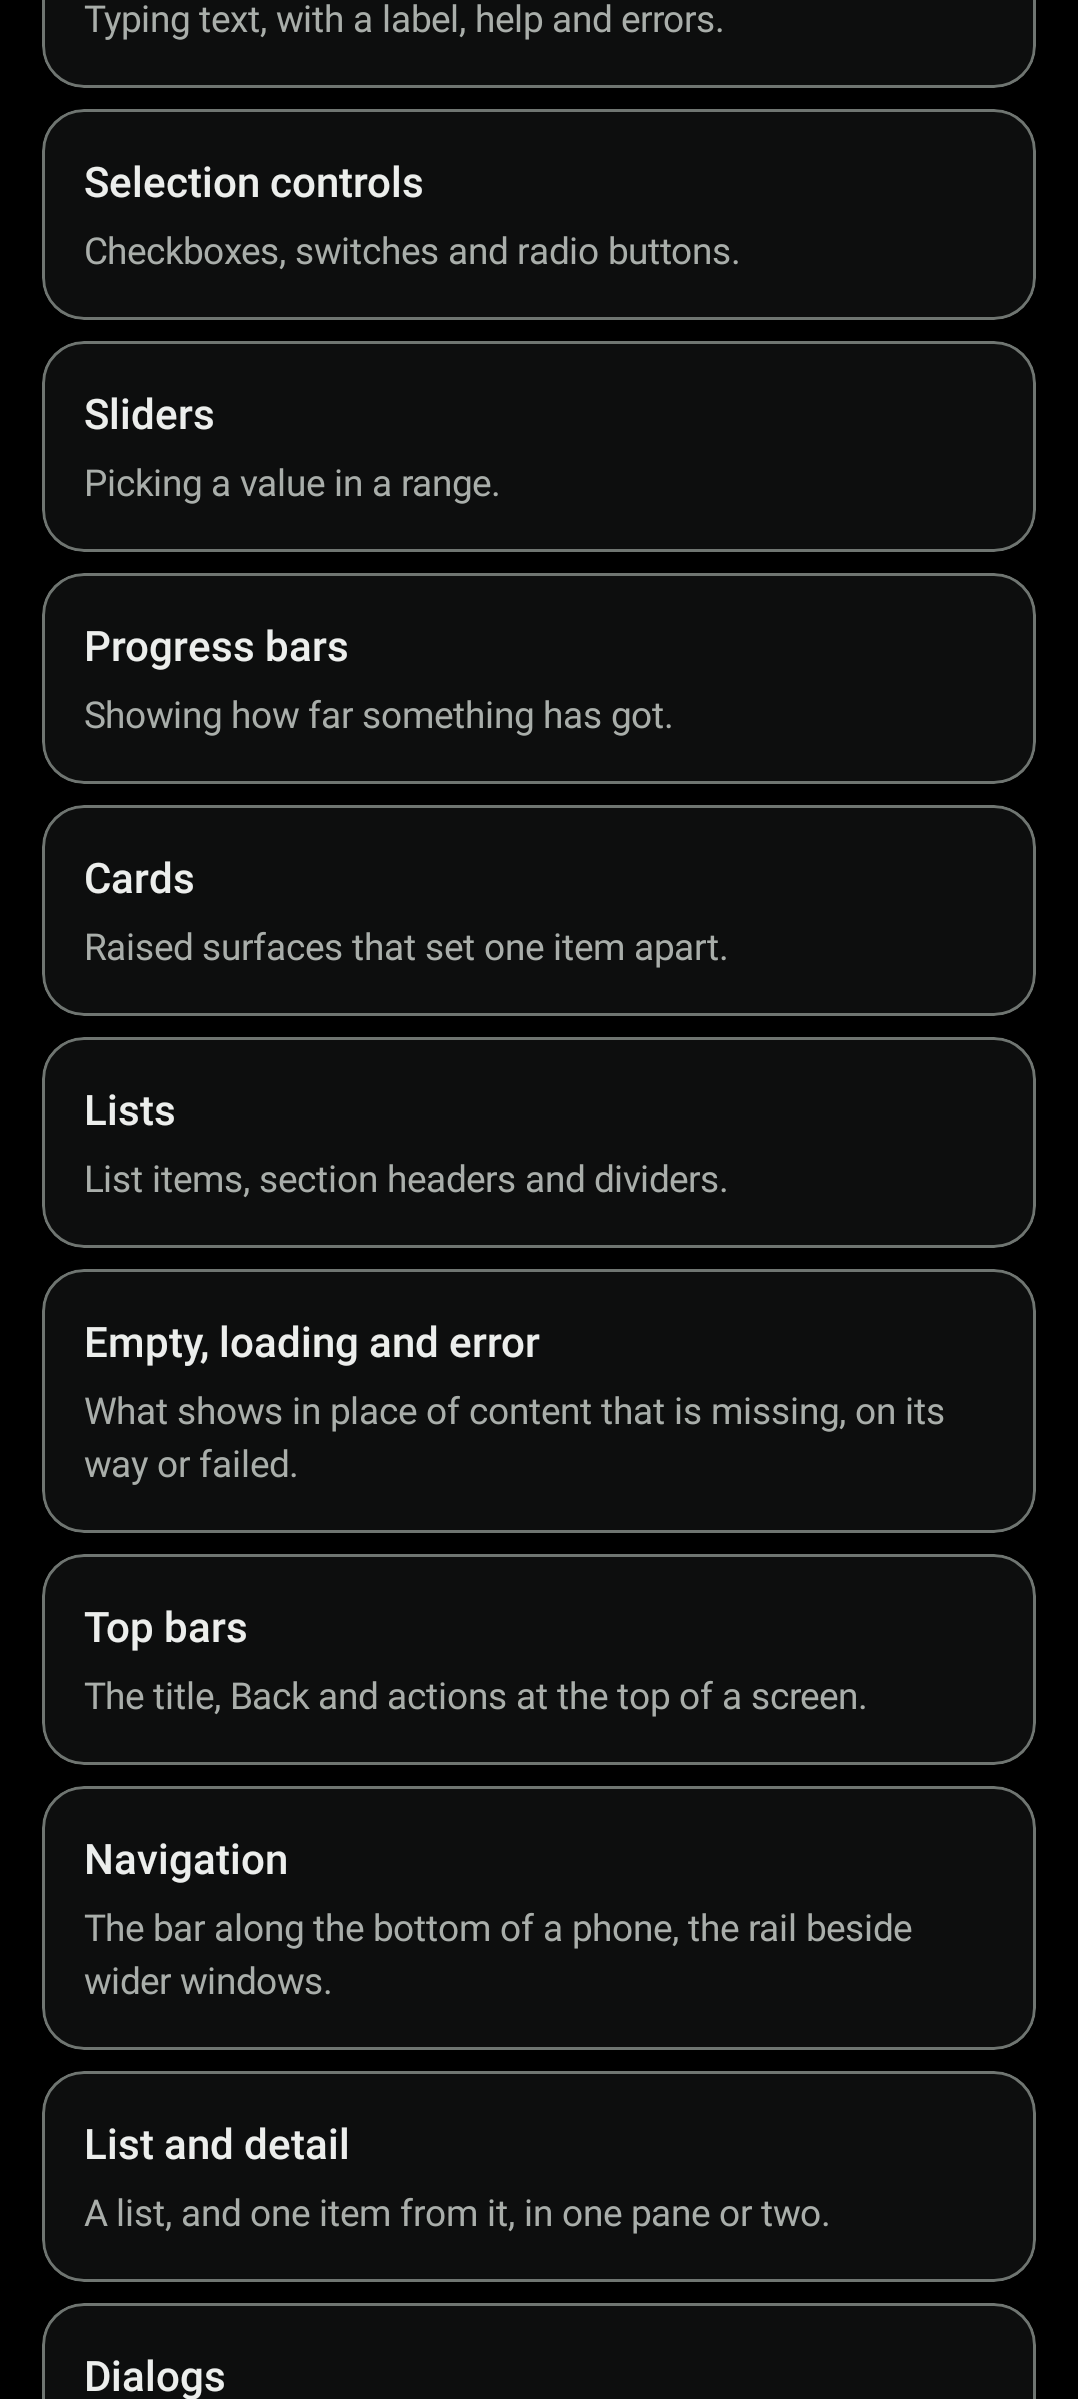 Typing text, with a label, help and errors.
Selection controls
Checkboxes, switches and radio buttons.
Sliders
Picking a value in a range.
Progress bars
Showing how far something has got.
Cards
Raised surfaces that set one item apart.
Lists
List items, section headers and dividers.
Empty, loading and error
What shows in place of content that is missing, on its
way or failed.
Top bars
The title, Back and actions at the top of a screen.
Navigation
The bar along the bottom of a phone, the rail beside
wider windows.
List and detail
A list, and one item from it, in one pane or two.
Dialogs